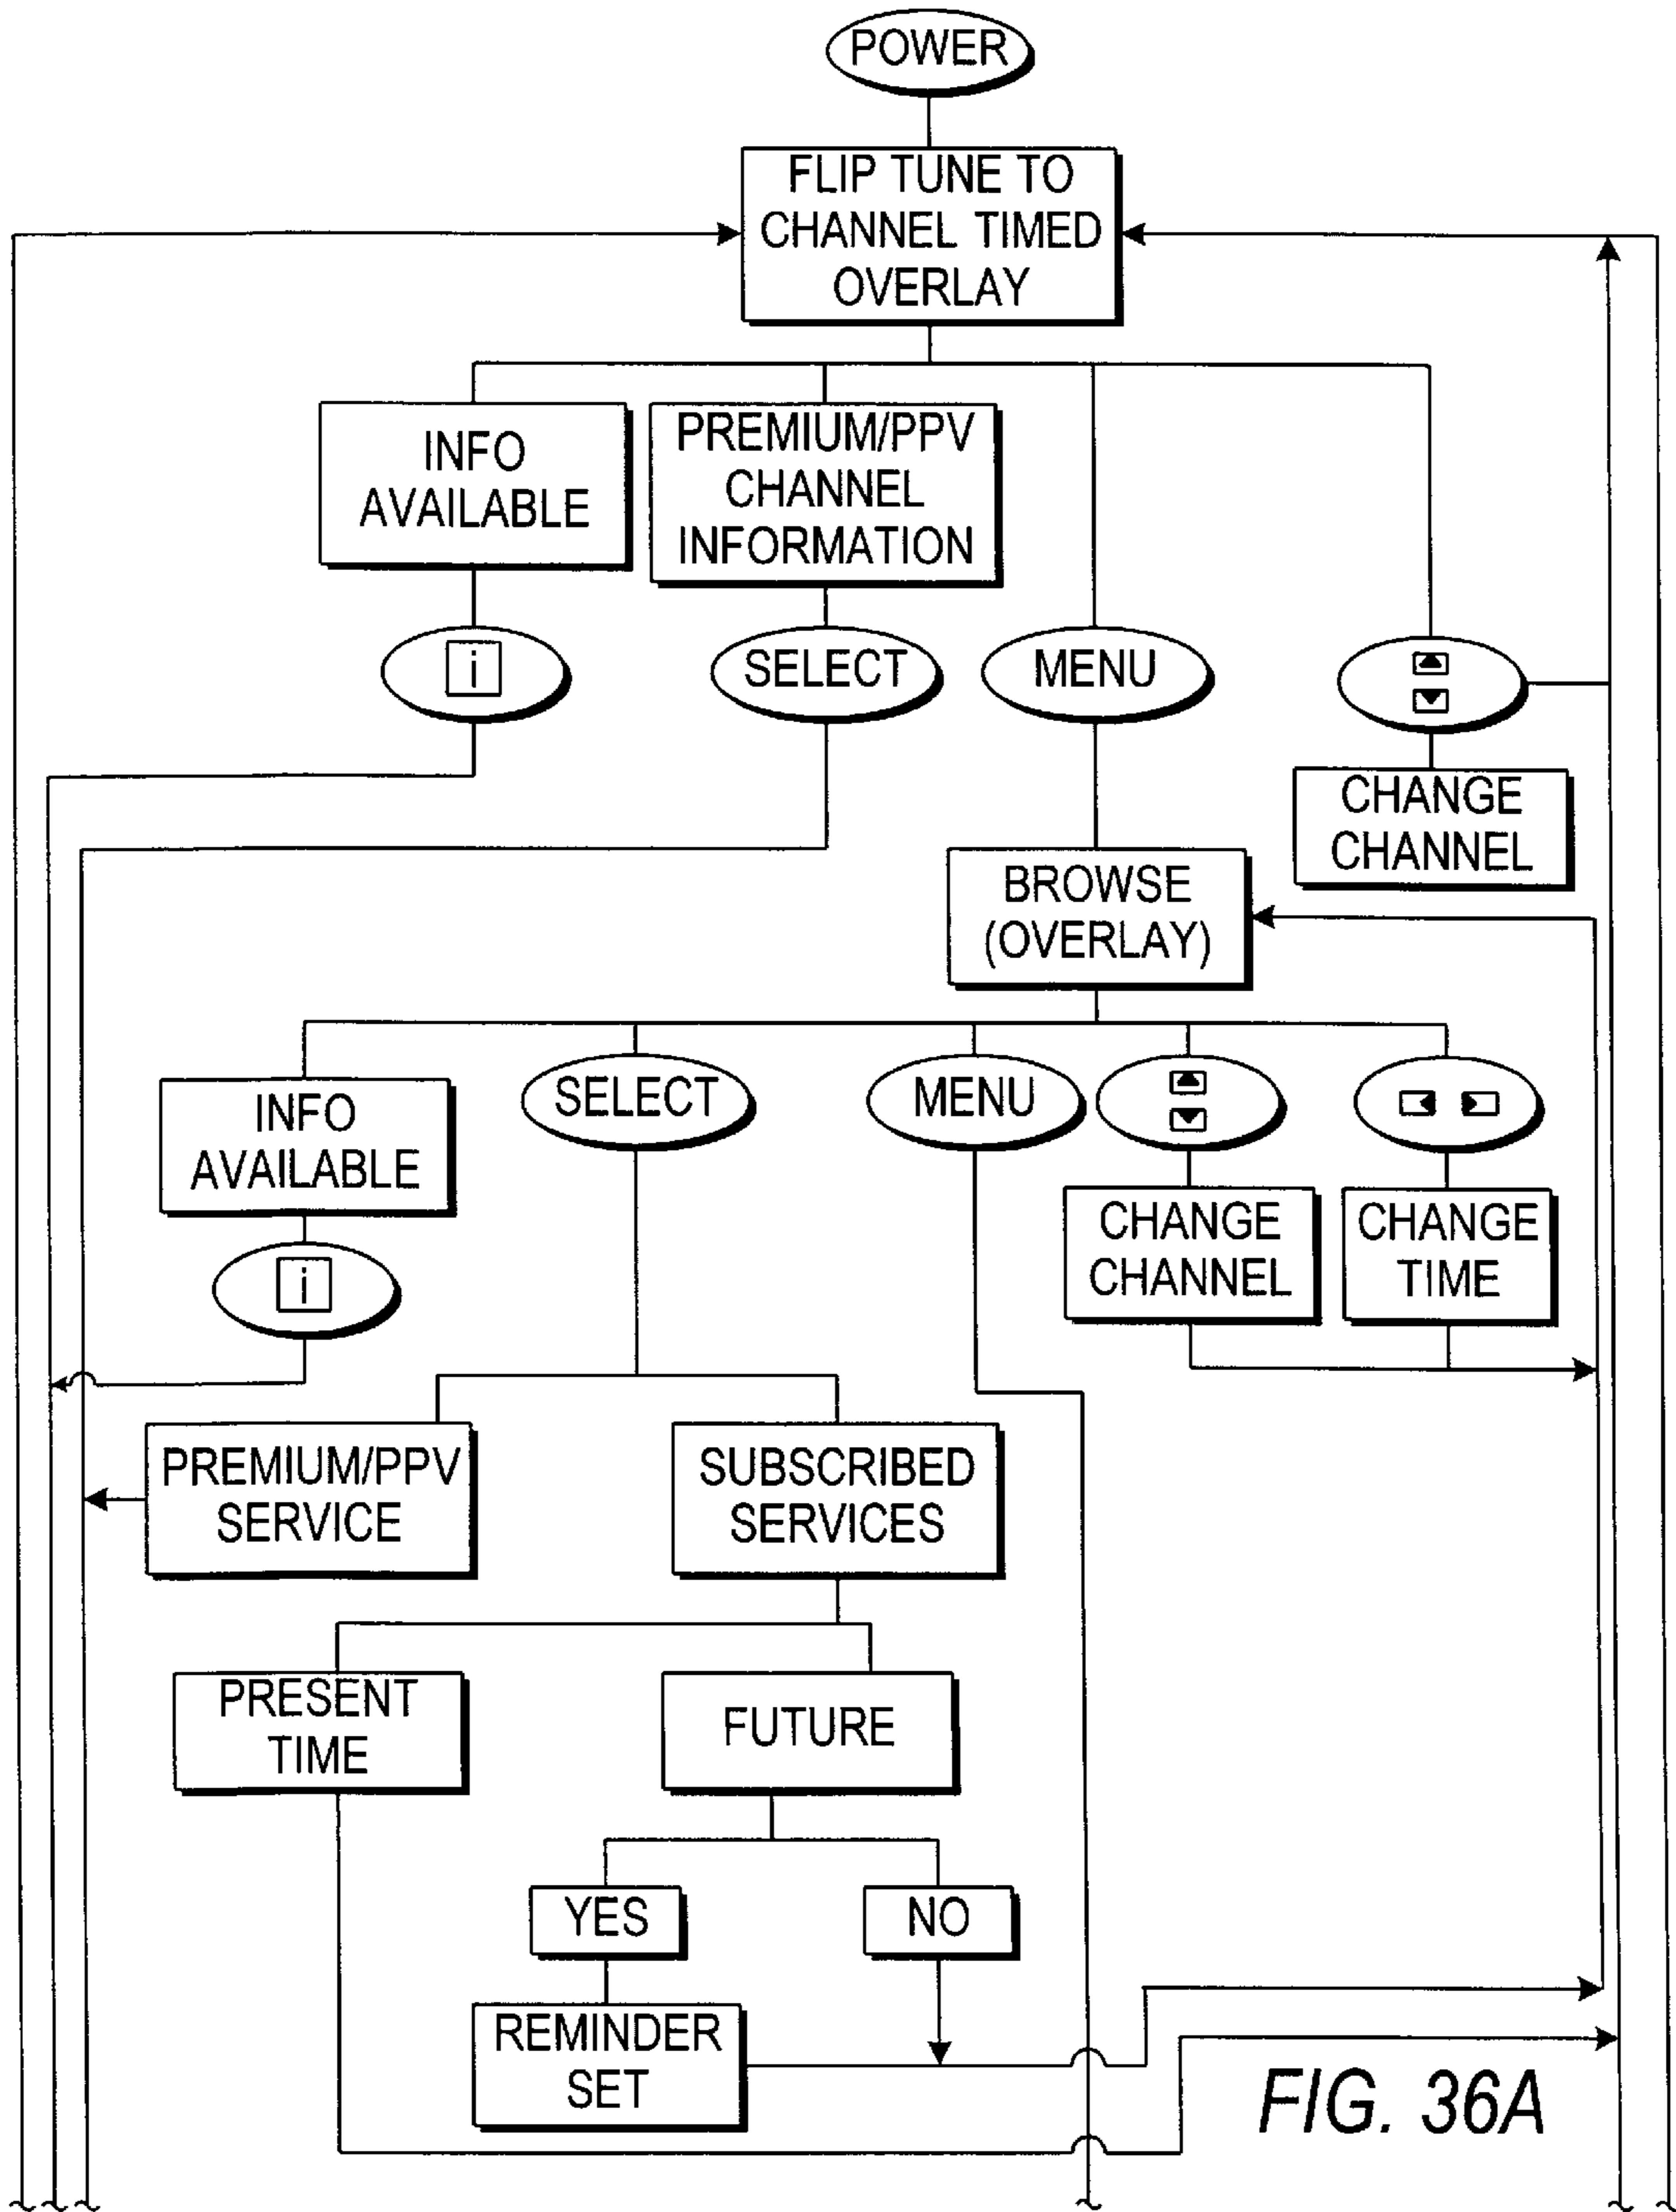 POWER
FLIP TUNE TO
CHANNEL TIMED
OVERLAY
INFO
AVAILABLE
PREMIUM/PPV
CHANNEL
INFORMATION
i
SELECT
MENU
CHANGE
CHANNEL
BROWSE
(OVERLAY)
INFO
AVAILABLE
SELECT
MENU
i
CHANGE
CHANNEL
CHANGE
TIME
PREMIUM/PPV
SERVICE
SUBSCRIBED
SERVICES
PRESENT
TIME
FUTURE
YES
NO
REMINDER
SET
FIG. 36A